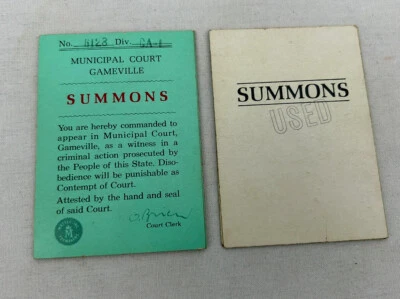 No. 1123 Div. GA-1
MUNICIPAL COURT
GAMEVILLE
SUMMONS
You are hereby commanded to
appear in Municipal Court,
Gameville, as a witness in a
criminal action prosecuted by
the People of this State. Diso-
bedience will be punishable as
Contempt of Court.
Attested by the hand and seal
of said Court.
O'Brien
Court Clerk
SUMMONS
USED